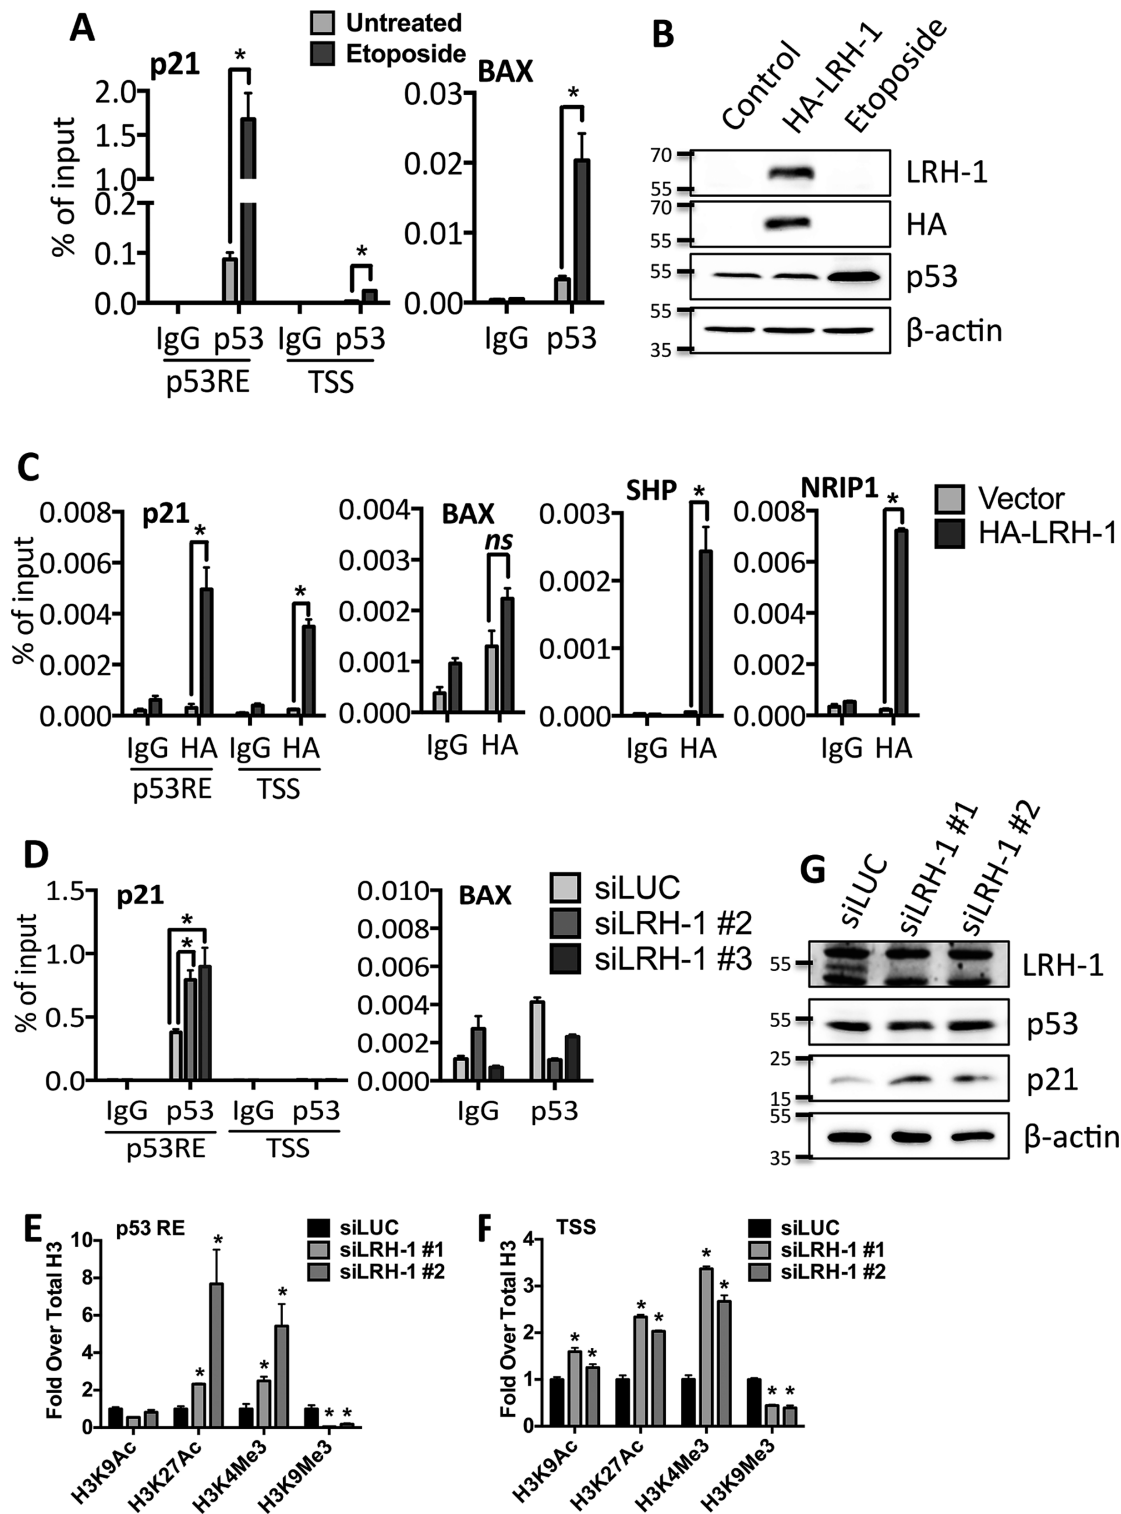 A
Untreated
Etoposide
p21
*
2.0
1.5
1.0
0.2
0.1
0.0
% of input
*
IgG p53 IgG p53
p53RE TSS
BAX
*
0.03
0.02
0.01
0.00
IgG p53
B
Control
HA-LRH-1
Etoposide
70
55
LRH-1
70
55
HA
55
p53
55
35
β-actin
C
p21
0.008
0.006
0.004
0.002
0.000
% of input
*
*
IgG HA IgG HA
p53RE TSS
BAX
ns
0.004
0.003
0.002
0.001
0.000
IgG HA
SHP
*
0.003
0.002
0.001
0.000
IgG HA
NRIP1
*
0.008
0.006
0.004
0.002
0.000
IgG HA
Vector
HA-LRH-1
D
p21
1.5
1.0
0.5
0.0
% of input
*
*
IgG p53 IgG p53
p53RE TSS
BAX
0.010
0.008
0.006
0.004
0.002
0.000
IgG p53
siLUC
siLRH-1 #2
siLRH-1 #3
G
siLUC
siLRH-1 #1
siLRH-1 #2
55
LRH-1
55
p53
25
15
p21
55
35
β-actin
E
p53 RE
siLUC
siLRH-1 #1
siLRH-1 #2
10
8
6
4
2
0
Fold Over Total H3
* * * * * *
H3K9Ac
H3K27Ac
H3K4Me3
H3K9Me3
F
TSS
siLUC
siLRH-1 #1
siLRH-1 #2
4
3
2
1
0
Fold Over Total H3
* * * * * * * *
H3K9Ac
H3K27Ac
H3K4Me3
H3K9Me3